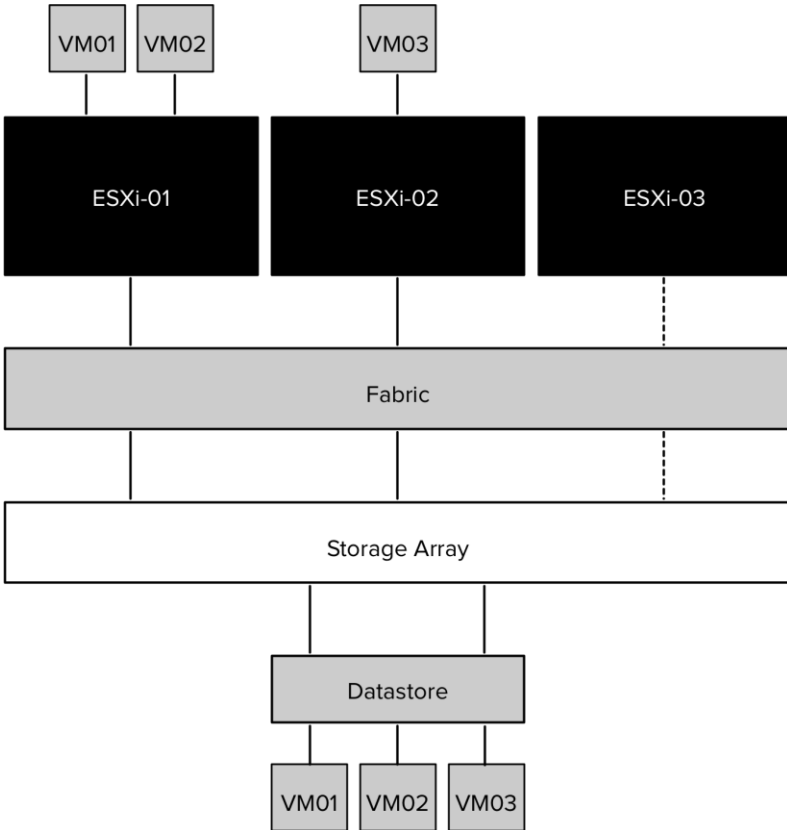 VM01
VM02
VM03
ESXi-01
ESXi-02
ESXi-03
Fabric
Storage Array
Datastore
VM01
VM02
VM03